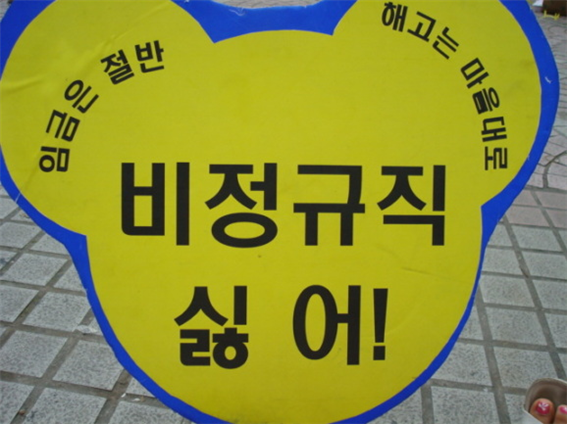 임금은 절반
해고는 마음대로
비정규직
싫어!